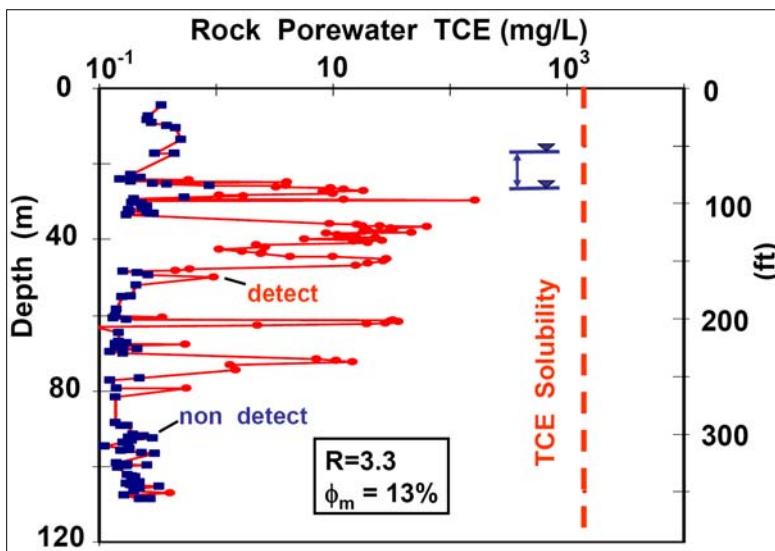 Rock Porewater TCE (mg/L)
10⁻¹ 10 10³
0 0
40 100
80 200
120 300
Depth (m)
(ft)
detect
non detect
TCE Solubility
R=3.3
ϕm = 13%